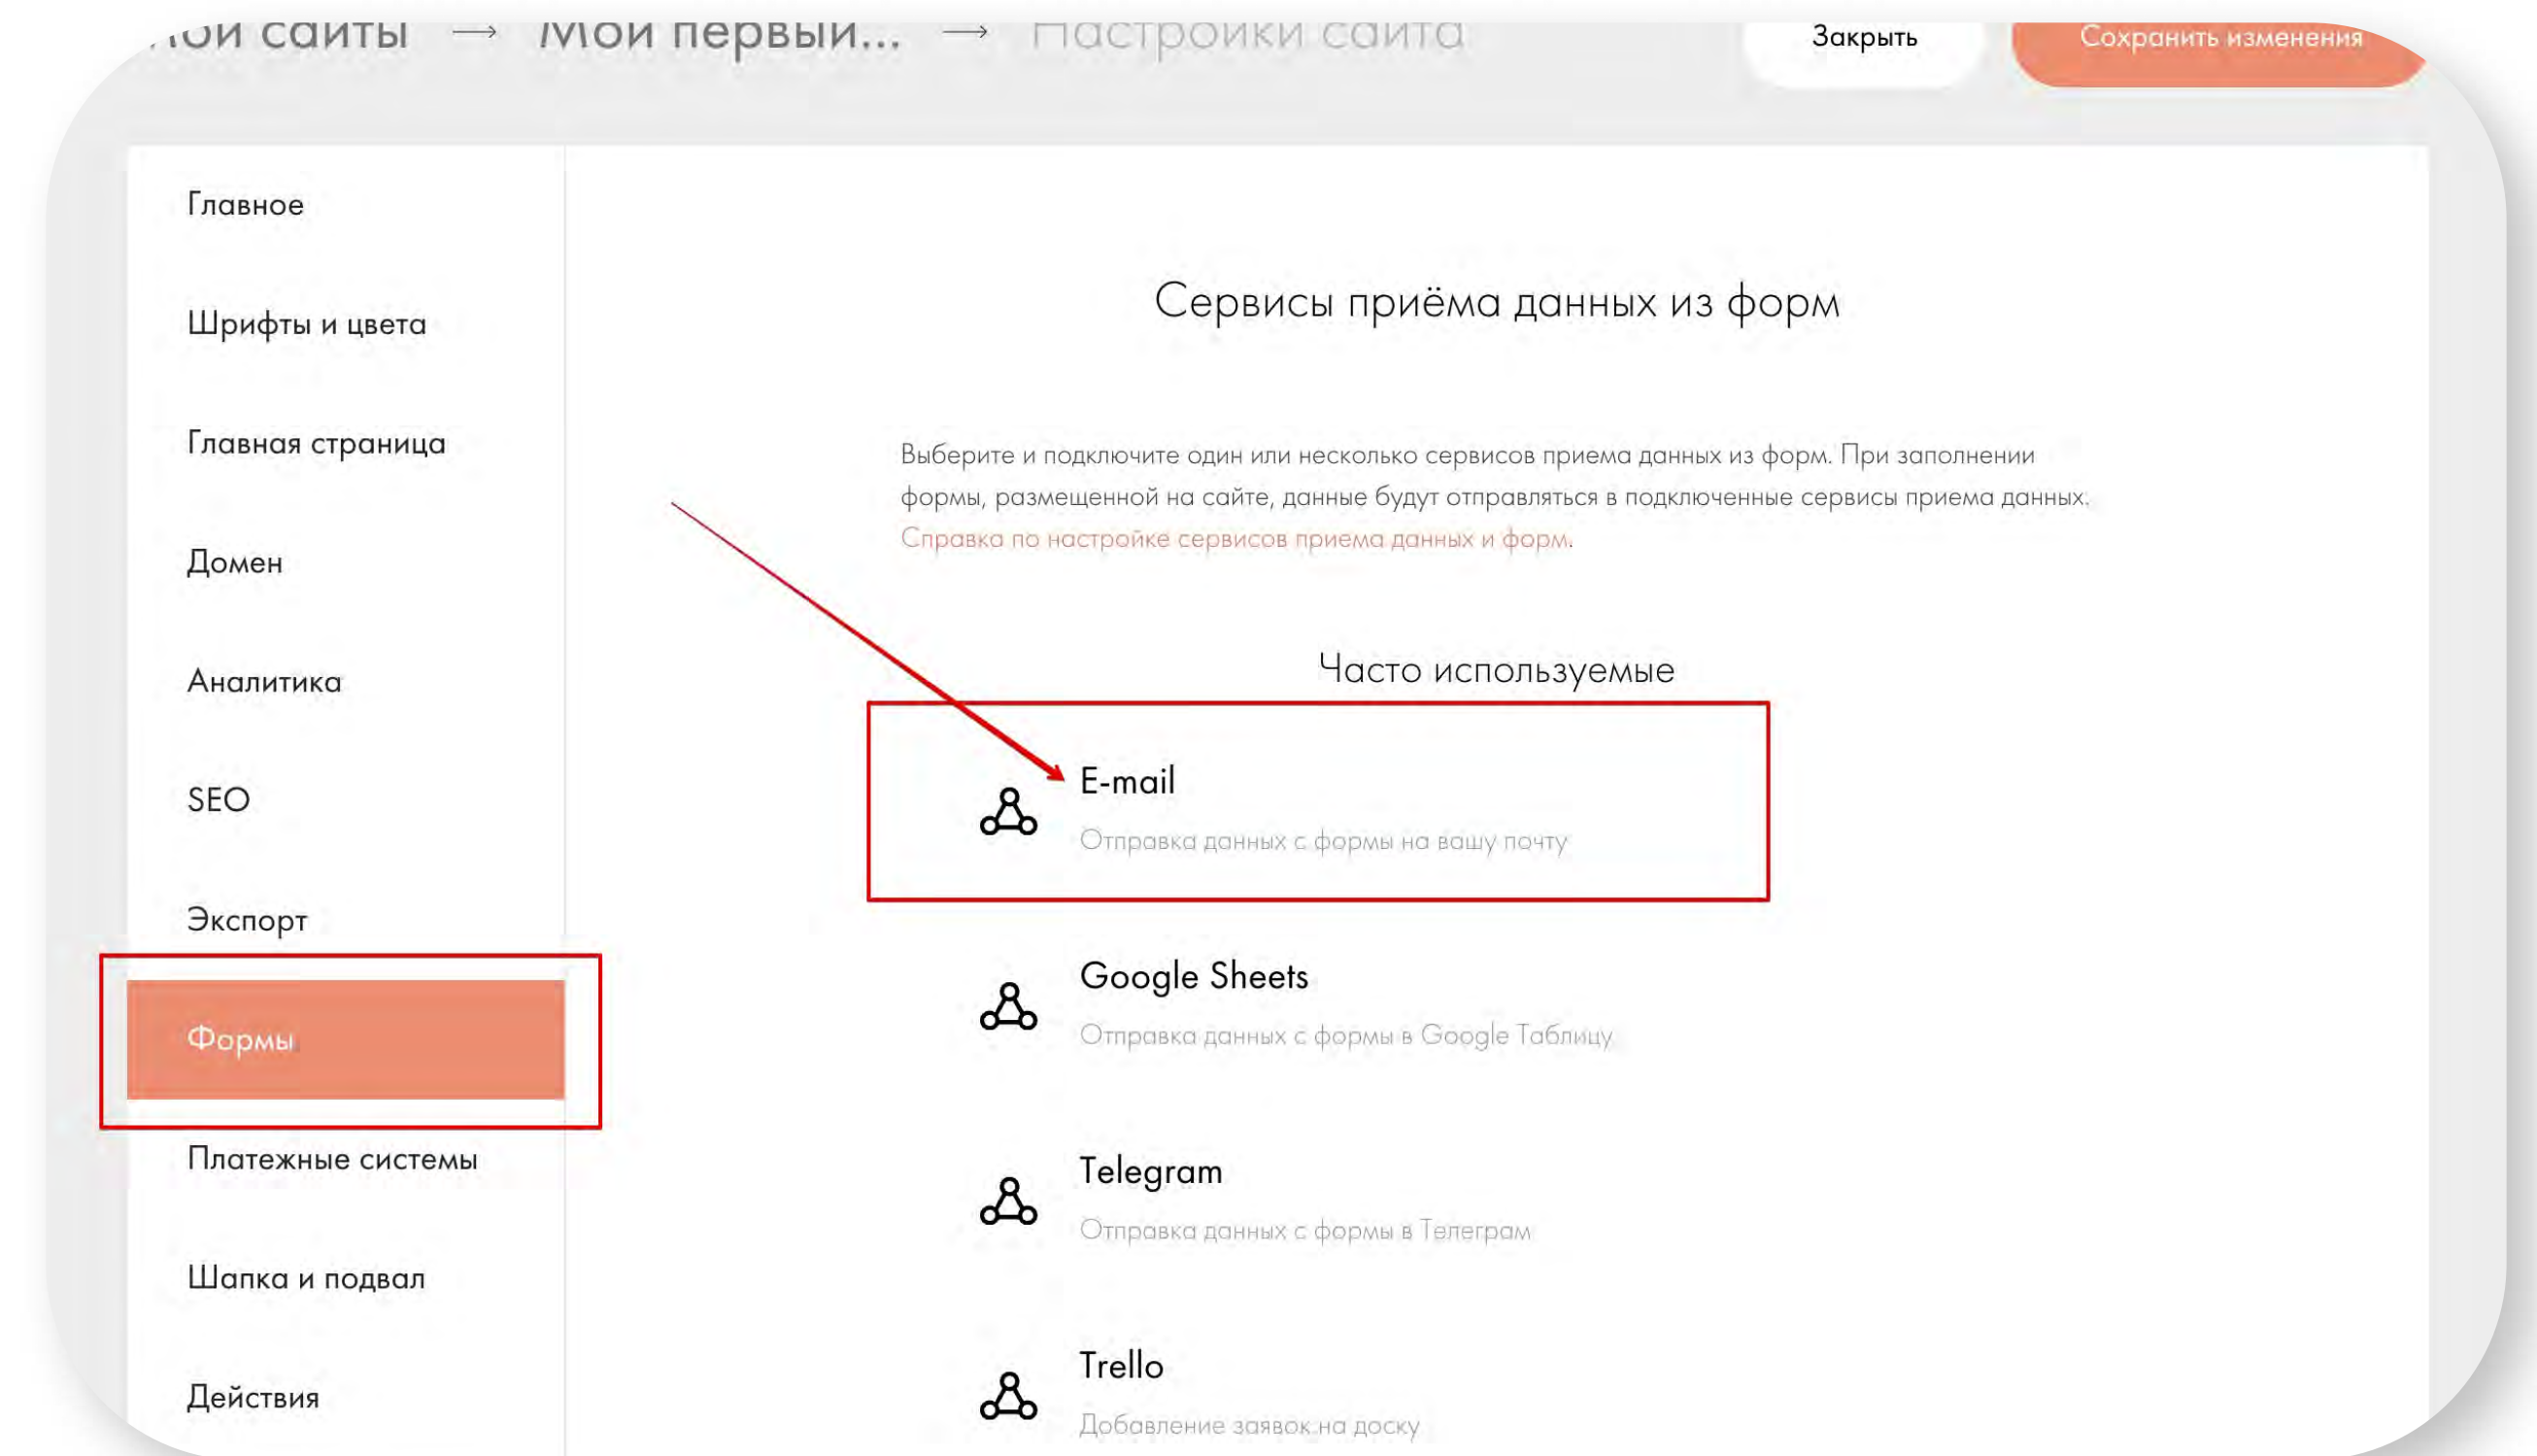 Мои сайты → Мой первый... → Настройки сайта
Закрыть
Сохранить изменения
Главное
Шрифты и цвета
Главная страница
Домен
Аналитика
SEO
Экспорт
Формы
Платежные системы
Шапка и подвал
Действия
Сервисы приёма данных из форм
Выберите и подключите один или несколько сервисов приема данных из форм. При заполнении
формы, размещенной на сайте, данные будут отправляться в подключенные сервисы приема данных.
Справка по настройке сервисов приема данных и форм.
Часто используемые
E-mail
Отправка данных с формы на вашу почту
Google Sheets
Отправка данных с формы в Google Таблицу
Telegram
Отправка данных с формы в Телеграм
Trello
Добавление заявок на доску